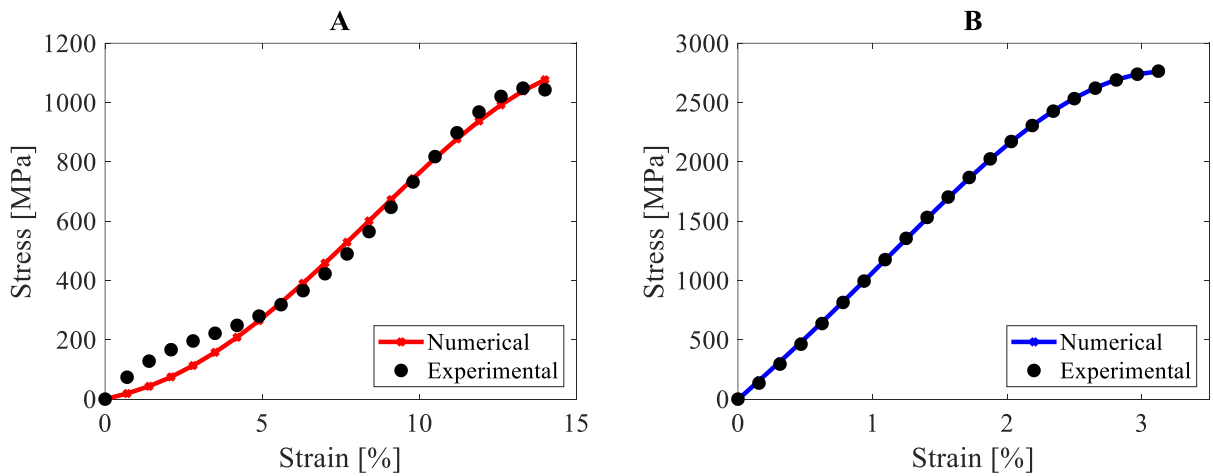 A
Stress [MPa]
1200
1000
800
600
400
200
0
0 5 10 15
Strain [%]
Numerical
Experimental
B
Stress [MPa]
3000
2500
2000
1500
1000
500
0
0 1 2 3
Strain [%]
Numerical
Experimental